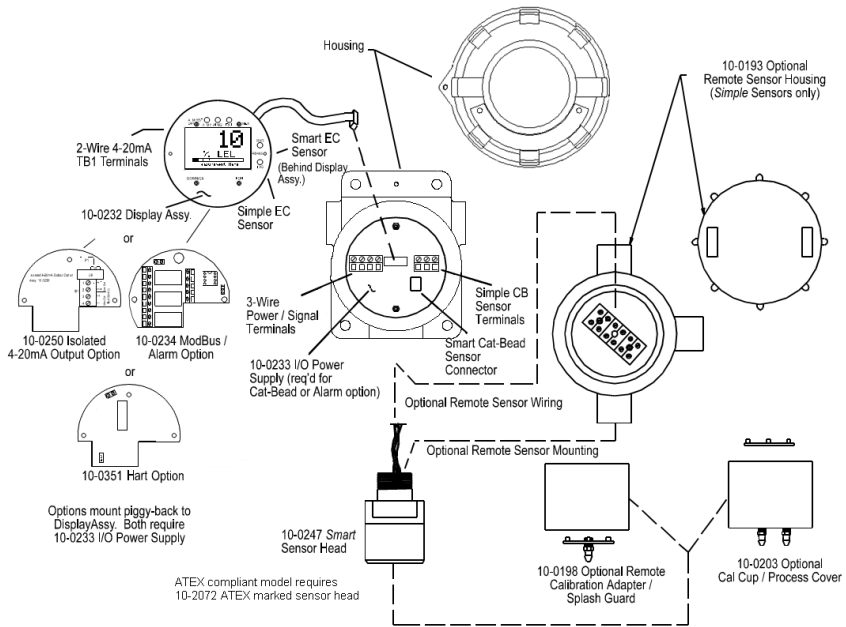 Housing
10-0193 Optional
Remote Sensor Housing
(Simple Sensors only)
10
% LEL
2-Wire 4-20mA
TB1 Terminals
Smart EC
Sensor
(Behind Display
Assy.)
Simple EC
Sensor
10-0232 Display Assy.
or
10-0250 Isolated
4-20mA Output Option
10-0234 ModBus /
Alarm Option
or
10-0351 Hart Option
3-Wire
Power / Signal
Terminals
Simple CB
Sensor
Terminals
Smart Cat-Bead
Sensor
Connector
10-0233 I/O Power
Supply (req'd for
Cat-Bead or Alarm option)
Optional Remote Sensor Wiring
Optional Remote Sensor Mounting
Options mount piggy-back to
DisplayAssy. Both require
10-0233 I/O Power Supply
10-0247 Smart
Sensor Head
10-0198 Optional Remote
Calibration Adapter /
Splash Guard
10-0203 Optional
Cal Cup / Process Cover
ATEX compliant model requires
10-2072 ATEX marked sensor head